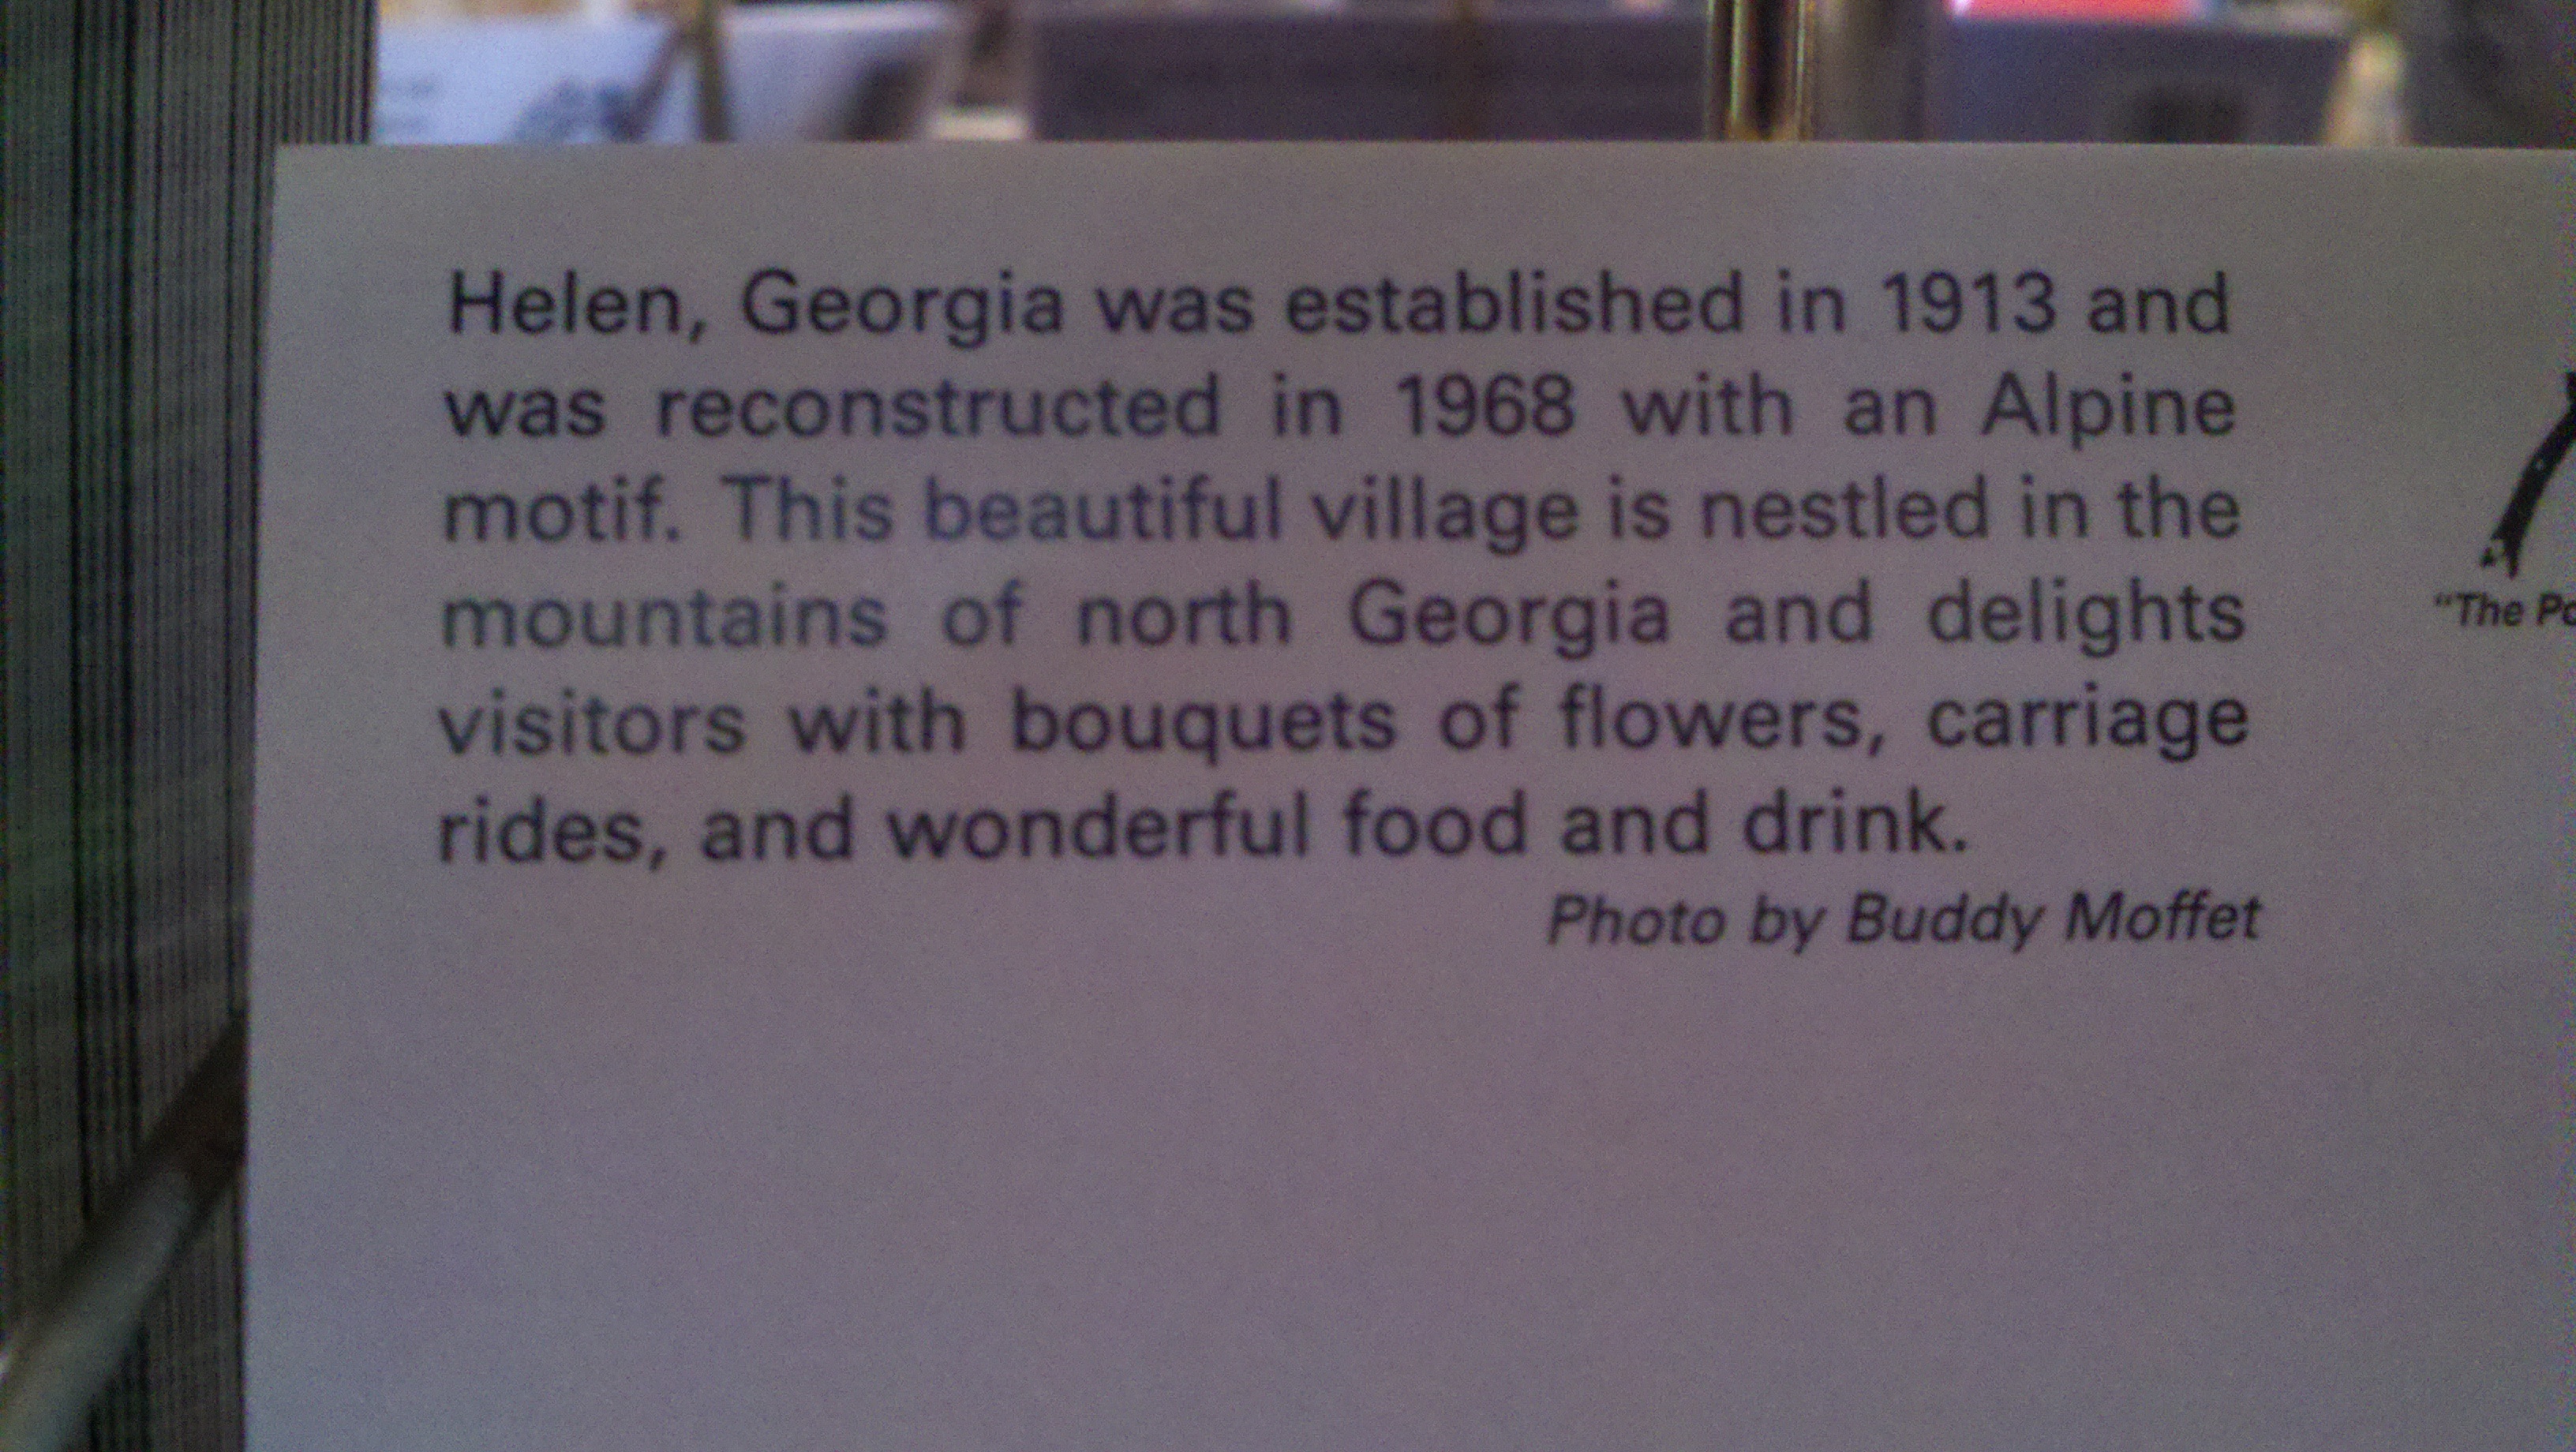 Helen, Georgia was established in 1913 and
was reconstructed in 1968 with an Alpine
motif. This beautiful village is nestled in the
mountains of north Georgia and delights
visitors with bouquets of flowers, carriage
rides, and wonderful food and drink.
Photo by Buddy Moffet
"The